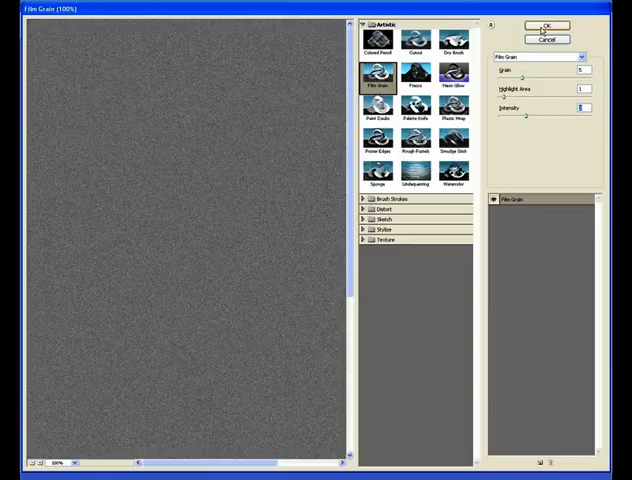 Film Grain (100%)
Artistic
Colored Pencil
Cutout
Dry Brush
Film Grain
Fresco
Neon Glow
Paint Daubs
Palette Knife
Plastic Wrap
Poster Edges
Rough Pastels
Smudge Stick
Sponge
Underpainting
Watercolor
Brush Strokes
Distort
Sketch
Stylize
Texture
OK
Cancel
Film Grain
Grain 5
Highlight Area 1
Intensity
Film Grain
100%